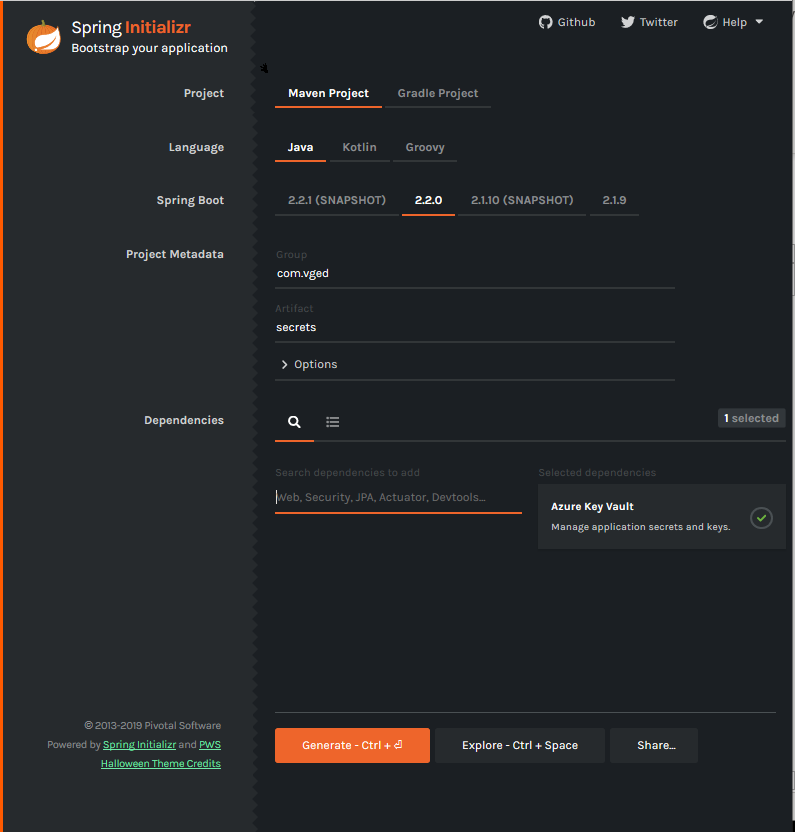 Spring Initializr
Bootstrap your application
Github Twitter Help
Project
Maven Project Gradle Project
Language
Java Kotlin Groovy
Spring Boot
2.2.1 (SNAPSHOT) 2.2.0 2.1.10 (SNAPSHOT) 2.1.9
Project Metadata
Group
com.vged
Artifact
secrets
Options
Dependencies
1 selected
Search dependencies to add
Web, Security, JPA, Actuator, Devtools...
Selected dependencies
Azure Key Vault
Manage application secrets and keys.
© 2013-2019 Pivotal Software
Powered by Spring Initializr and PWS
Halloween Theme Credits
Generate - Ctrl + ⏎ Explore - Ctrl + Space Share...